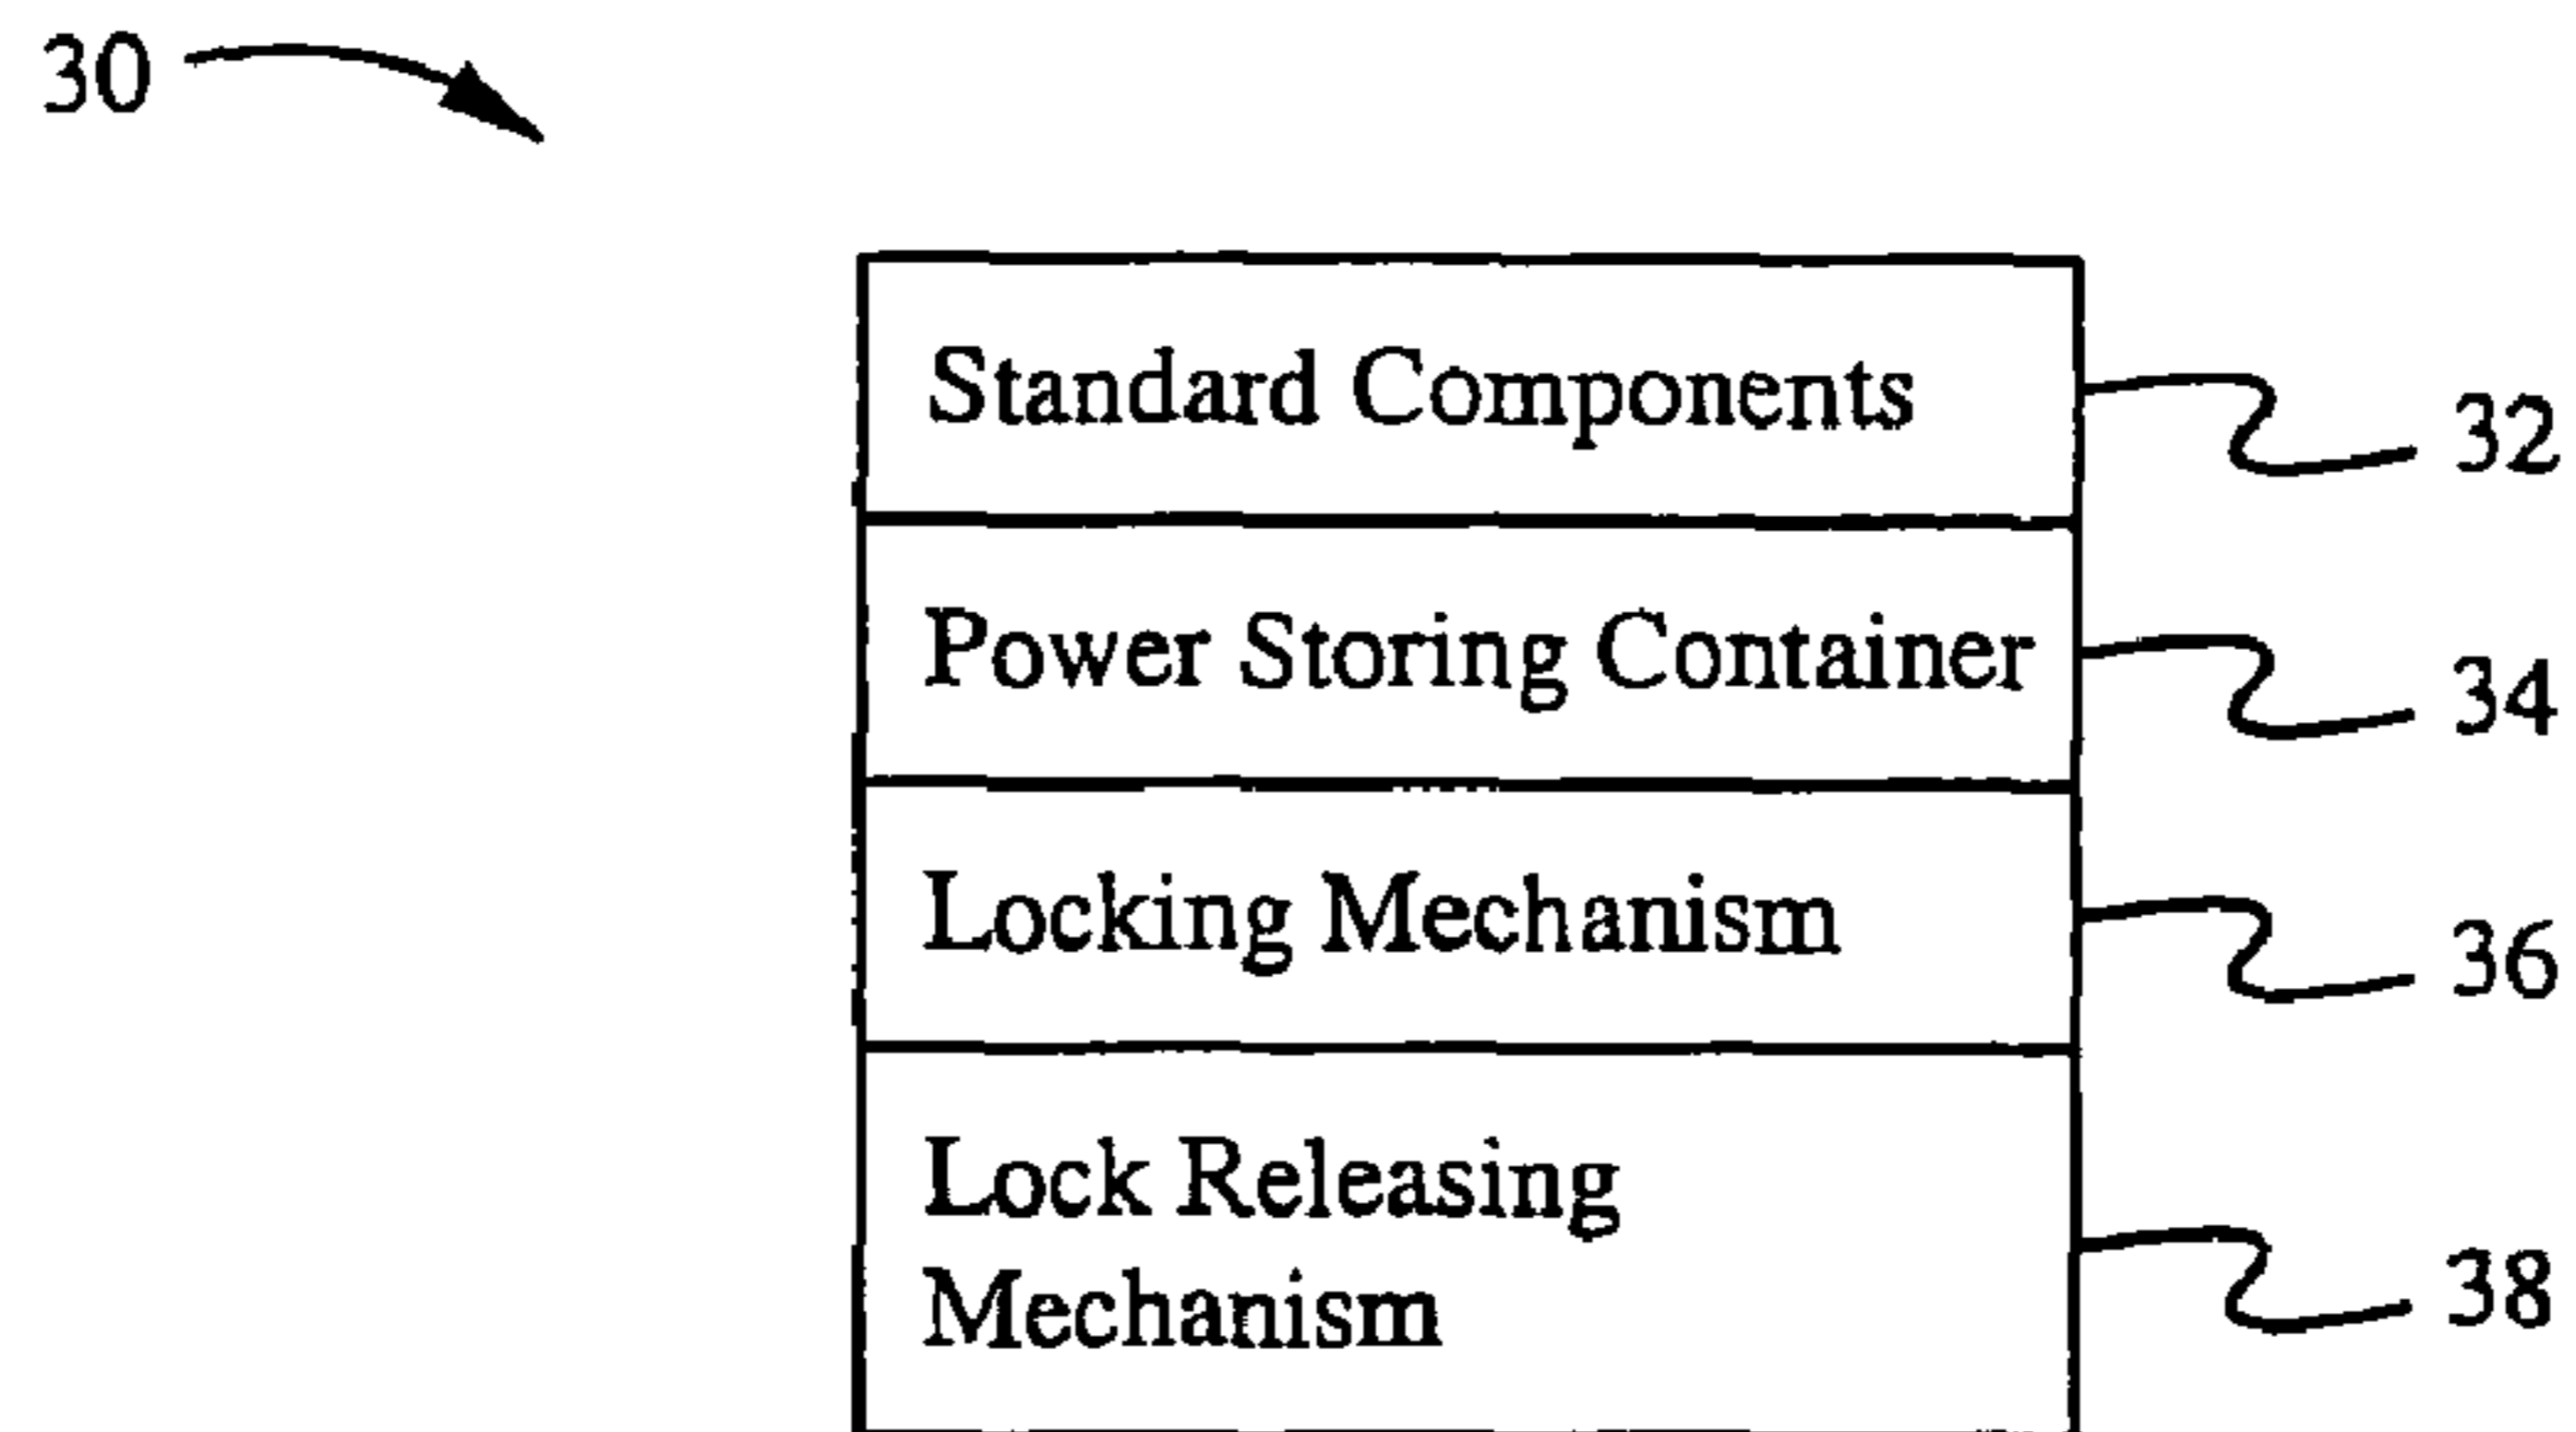 30
Standard Components
32
Power Storing Container
34
Locking Mechanism
36
Lock Releasing
Mechanism
38